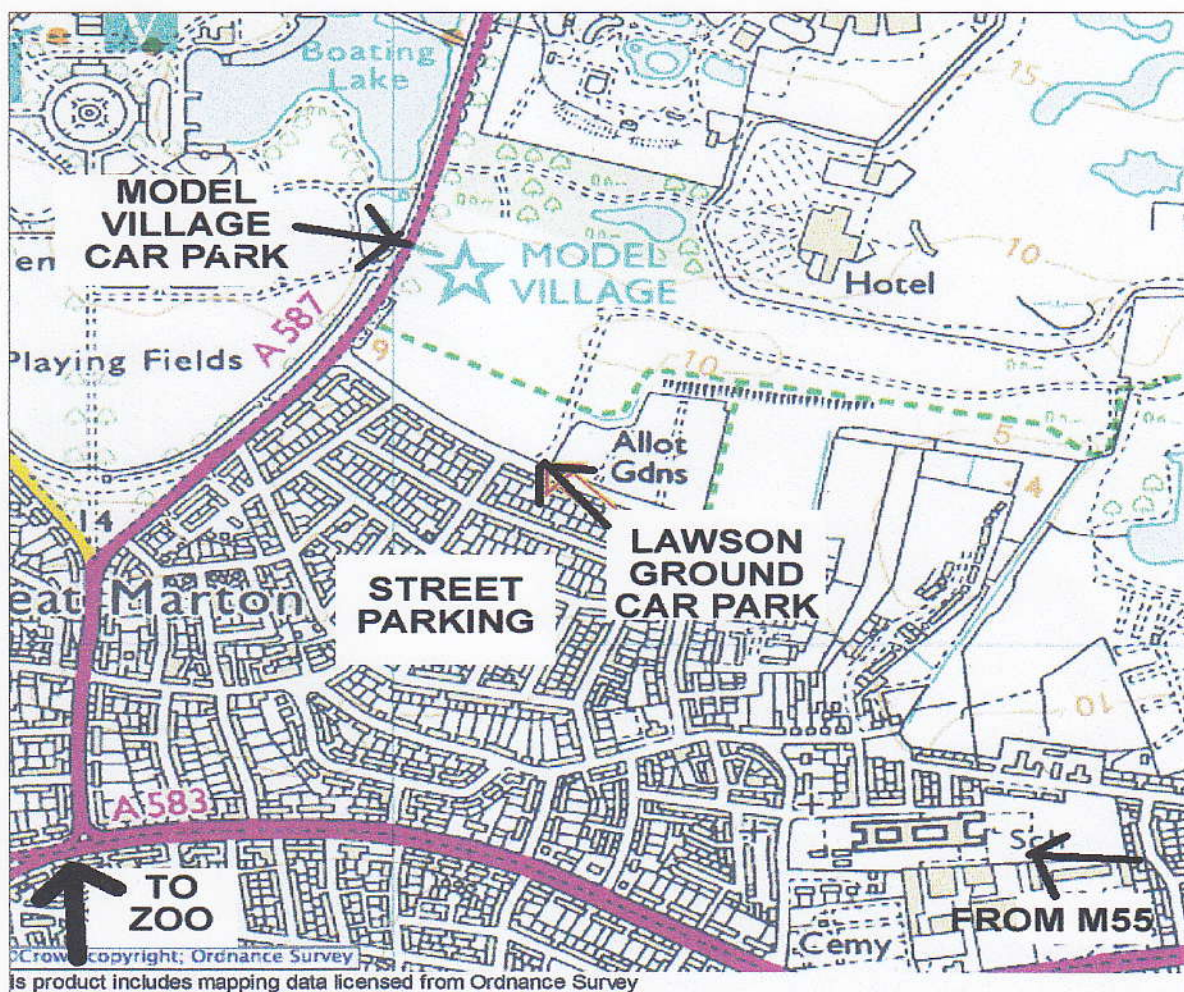 Boating
Lake
15
MODEL
VILLAGE
CAR PARK
MODEL
VILLAGE
Hotel
10
A 587
Playing Fields
9
10
5
4
Allot
Gdns
14
LAWSON
GROUND
CAR PARK
STREET
PARKING
Marton
10
A 583
TO
ZOO
FROM M55
Cemy
copyright; Ordnance Survey
is product includes mapping data licensed from Ordnance Survey